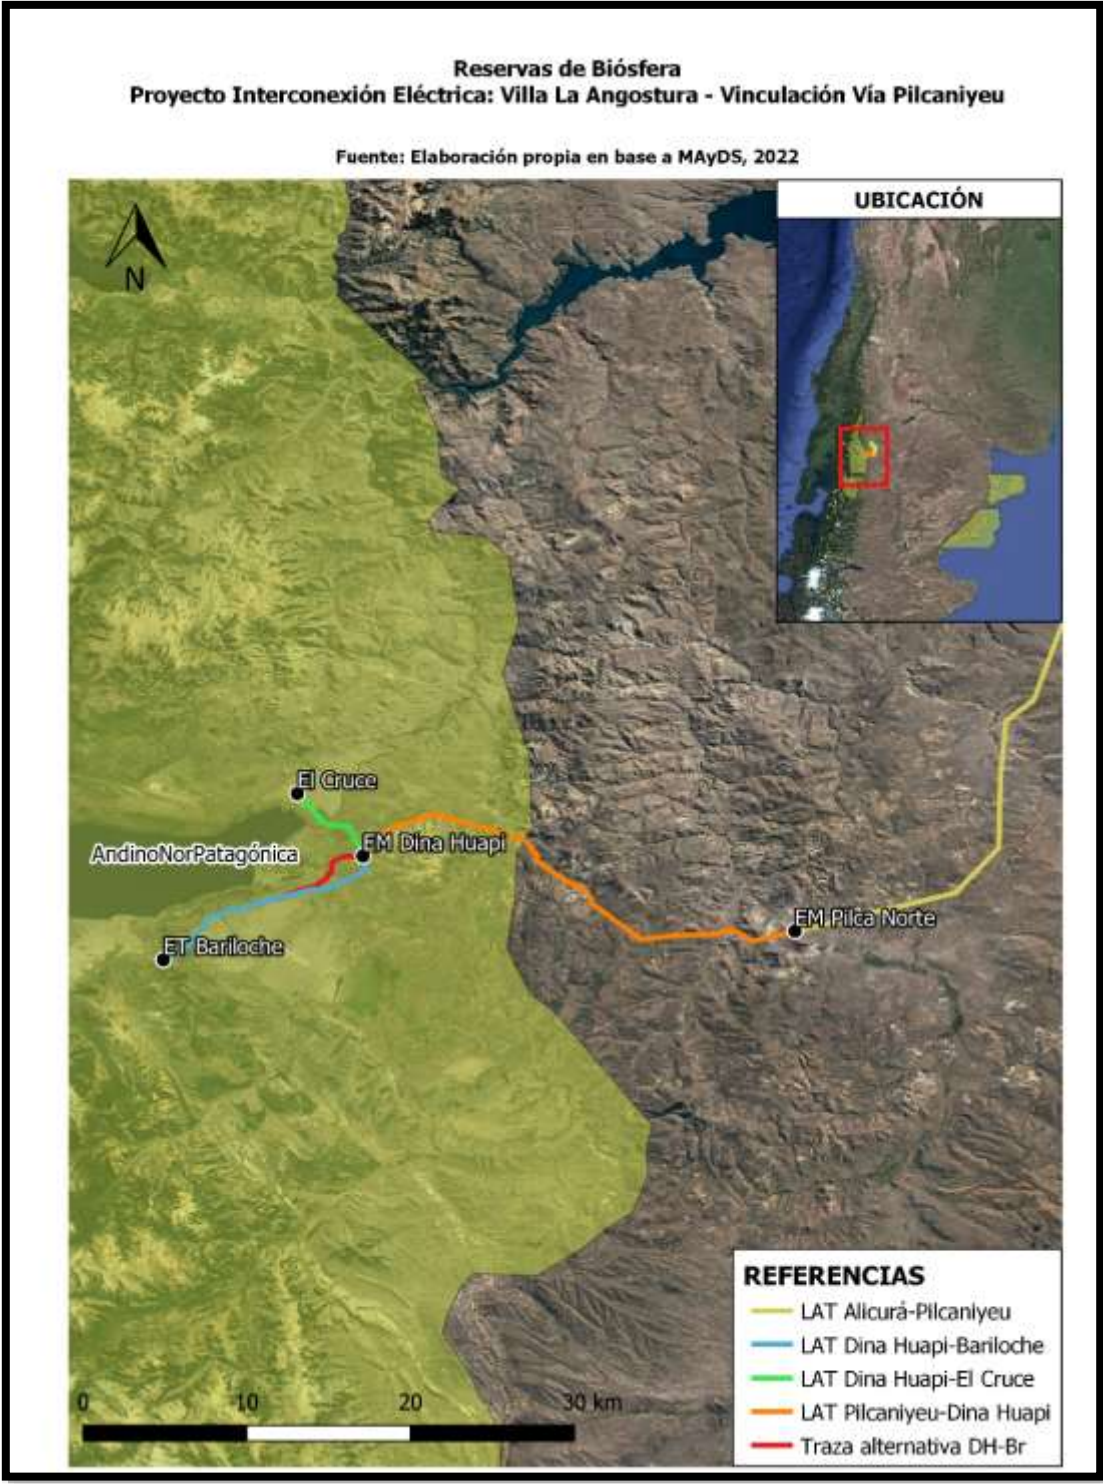 Reservas de Biósfera
Proyecto Interconexión Eléctrica: Villa La Angostura - Vinculación Vía Pilcaniyeu
Fuente: Elaboración propia en base a MAyDS, 2022
UBICACIÓN
N
El Cruce
EM Dina Huapi
AndinoNorPatagónica
EM Pilca Norte
ET Bariloche
REFERENCIAS
LAT Alicurá-Pilcaniyeu
LAT Dina Huapi-Bariloche
LAT Dina Huapi-El Cruce
LAT Pilcaniyeu-Dina Huapi
Traza alternativa DH-Br
0 10 20 30 km